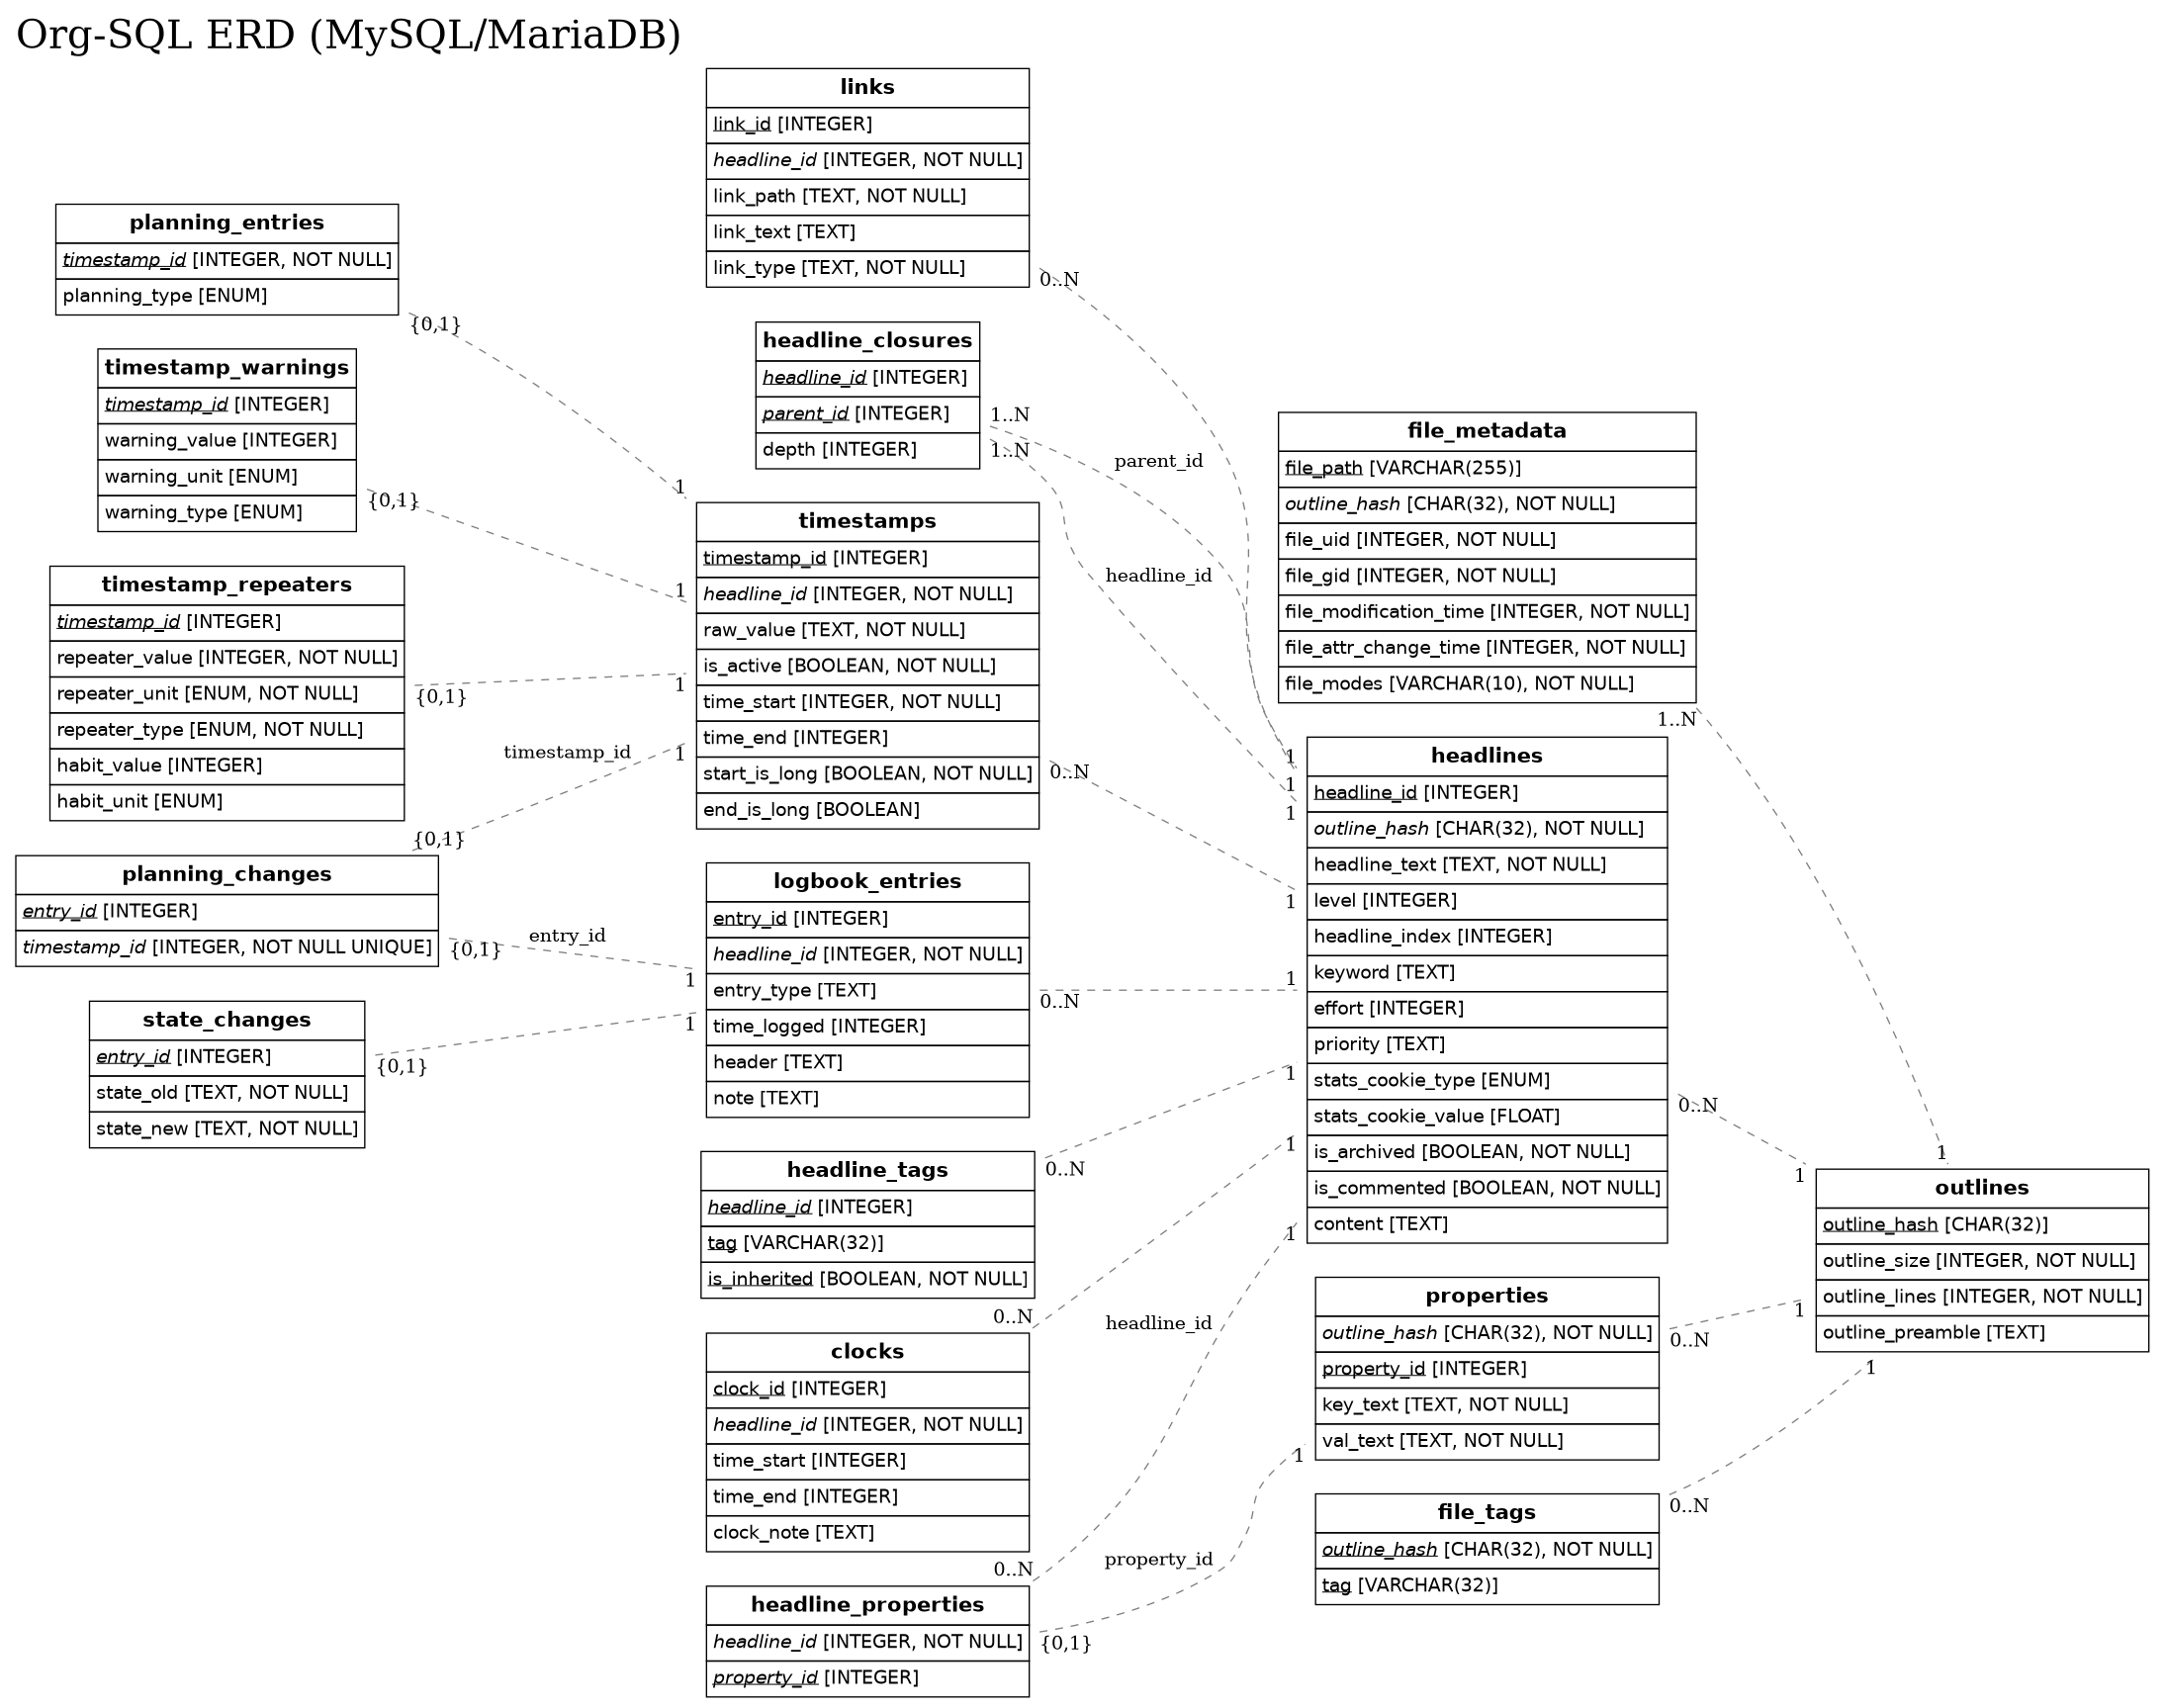 Org-SQL ERD (MySQL/MariaDB)
links
link_id [INTEGER]
headline_id [INTEGER, NOT NULL]
link_path [TEXT, NOT NULL]
link_text [TEXT]
link_type [TEXT, NOT NULL]
0..N
planning_entries
timestamp_id [INTEGER, NOT NULL]
planning_type [ENUM]
{0,1}
1
timestamp_warnings
timestamp_id [INTEGER]
warning_value [INTEGER]
warning_unit [ENUM]
warning_type [ENUM]
{0,1}
1
timestamp_repeaters
timestamp_id [INTEGER]
repeater_value [INTEGER, NOT NULL]
repeater_unit [ENUM, NOT NULL]
repeater_type [ENUM, NOT NULL]
habit_value [INTEGER]
habit_unit [ENUM]
{0,1}
1
timestamp_id
1
{0,1}
planning_changes
entry_id [INTEGER]
timestamp_id [INTEGER, NOT NULL UNIQUE]
entry_id
{0,1}
1
state_changes
entry_id [INTEGER]
state_old [TEXT, NOT NULL]
state_new [TEXT, NOT NULL]
{0,1}
1
headline_closures
headline_id [INTEGER]
parent_id [INTEGER]
depth [INTEGER]
1..N
1..N
parent_id
headline_id
timestamps
timestamp_id [INTEGER]
headline_id [INTEGER, NOT NULL]
raw_value [TEXT, NOT NULL]
is_active [BOOLEAN, NOT NULL]
time_start [INTEGER, NOT NULL]
time_end [INTEGER]
start_is_long [BOOLEAN, NOT NULL]
end_is_long [BOOLEAN]
0..N
logbook_entries
entry_id [INTEGER]
headline_id [INTEGER, NOT NULL]
entry_type [TEXT]
time_logged [INTEGER]
header [TEXT]
note [TEXT]
0..N
headline_tags
headline_id [INTEGER]
tag [VARCHAR(32)]
is_inherited [BOOLEAN, NOT NULL]
0..N
0..N
clocks
clock_id [INTEGER]
headline_id [INTEGER, NOT NULL]
time_start [INTEGER]
time_end [INTEGER]
clock_note [TEXT]
headline_id
0..N
headline_properties
headline_id [INTEGER, NOT NULL]
property_id [INTEGER]
property_id
{0,1}
file_metadata
file_path [VARCHAR(255)]
outline_hash [CHAR(32), NOT NULL]
file_uid [INTEGER, NOT NULL]
file_gid [INTEGER, NOT NULL]
file_modification_time [INTEGER, NOT NULL]
file_attr_change_time [INTEGER, NOT NULL]
file_modes [VARCHAR(10), NOT NULL]
1..N
headlines
headline_id [INTEGER]
outline_hash [CHAR(32), NOT NULL]
headline_text [TEXT, NOT NULL]
level [INTEGER]
headline_index [INTEGER]
keyword [TEXT]
effort [INTEGER]
priority [TEXT]
stats_cookie_type [ENUM]
stats_cookie_value [FLOAT]
is_archived [BOOLEAN, NOT NULL]
is_commented [BOOLEAN, NOT NULL]
content [TEXT]
1
1
1
1
1
1
1
1
0..N
1
1
properties
outline_hash [CHAR(32), NOT NULL]
property_id [INTEGER]
key_text [TEXT, NOT NULL]
val_text [TEXT, NOT NULL]
1
0..N
1
file_tags
outline_hash [CHAR(32), NOT NULL]
tag [VARCHAR(32)]
0..N
1
outlines
outline_hash [CHAR(32)]
outline_size [INTEGER, NOT NULL]
outline_lines [INTEGER, NOT NULL]
outline_preamble [TEXT]